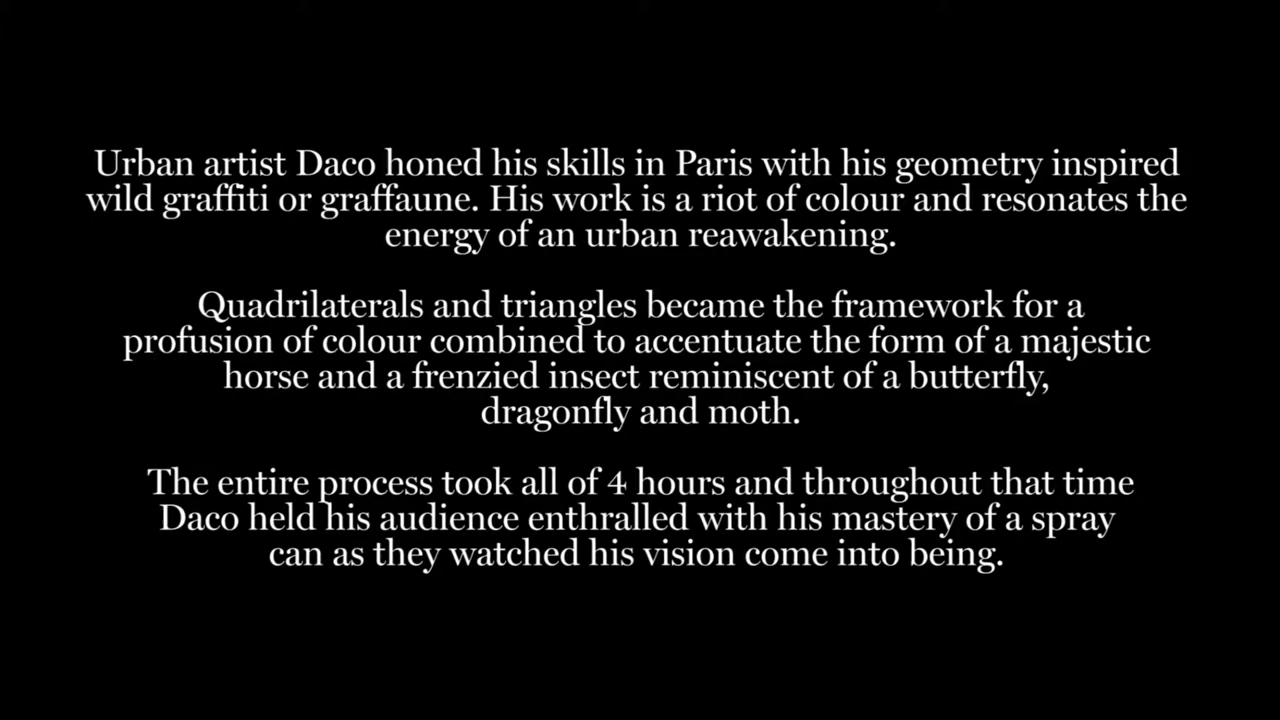 Urban artist Daco honed his skills in Paris with his geometry inspired
wild graffiti or graffaune. His work is a riot of colour and resonates the
energy of an urban reawakening.
Quadrilaterals and triangles became the framework for a
profusion of colour combined to accentuate the form of a majestic
horse and a frenzied insect reminiscent of a butterfly,
dragonfly and moth.
The entire process took all of 4 hours and throughout that time
Daco held his audience enthralled with his mastery of a spray
can as they watched his vision come into being.